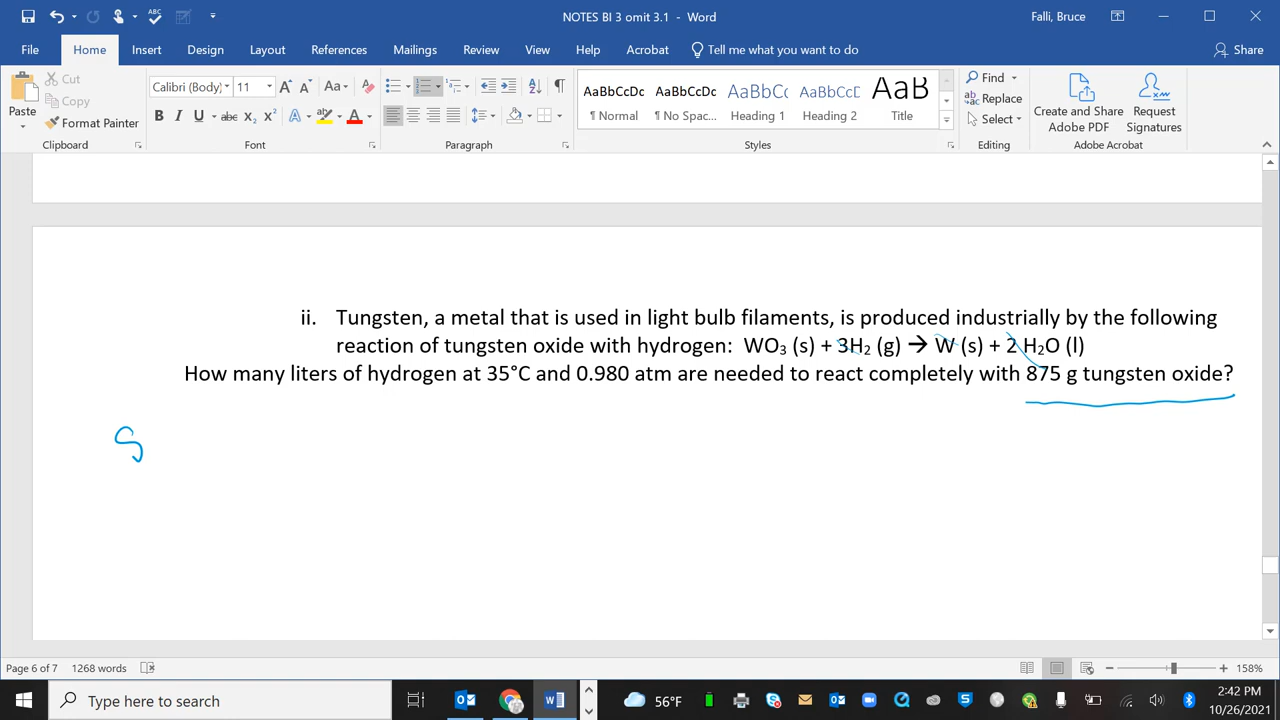 NOTES BI 3 omit 3.1 - Word
Falli, Bruce
File Home Insert Design Layout References Mailings Review View Help Acrobat Tell me what you want to do Share
Paste
Cut
Copy
Format Painter
Clipboard
Calibri (Body) 11
Font
Paragraph
AaBbCcDc AaBbCcDc AaBbCc AaBbCcD AaB
¶ Normal ¶ No Spac... Heading 1 Heading 2 Title
Styles
Find
Replace
Select
Editing
Create and Share
Adobe PDF
Request
Signatures
Adobe Acrobat
ii. Tungsten, a metal that is used in light bulb filaments, is produced industrially by the following
reaction of tungsten oxide with hydrogen: WO₃ (s) + 3H₂ (g) → W (s) + 2 H₂O (l)
How many liters of hydrogen at 35°C and 0.980 atm are needed to react completely with 875 g tungsten oxide?
Page 6 of 7 1268 words
158%
Type here to search
56°F
2:42 PM
10/26/2021